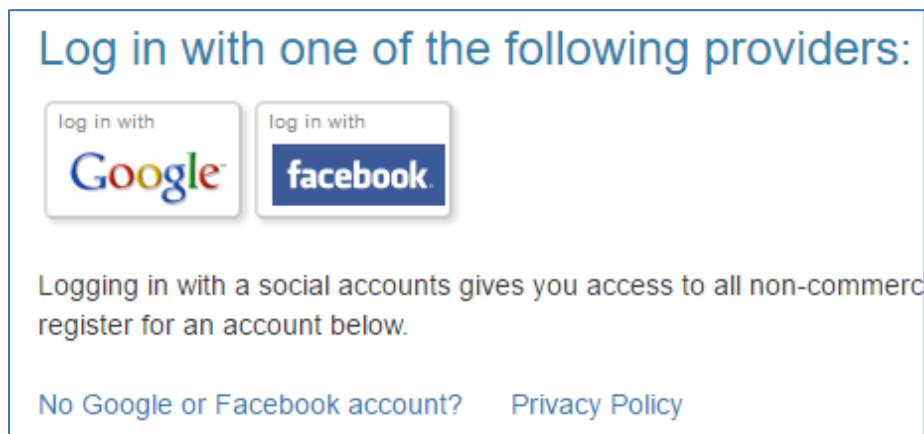 Log in with one of the following providers:
log in with
Google
log in with
facebook
Logging in with a social accounts gives you access to all
register for an account below.
No Google or Facebook account? Privacy Policy